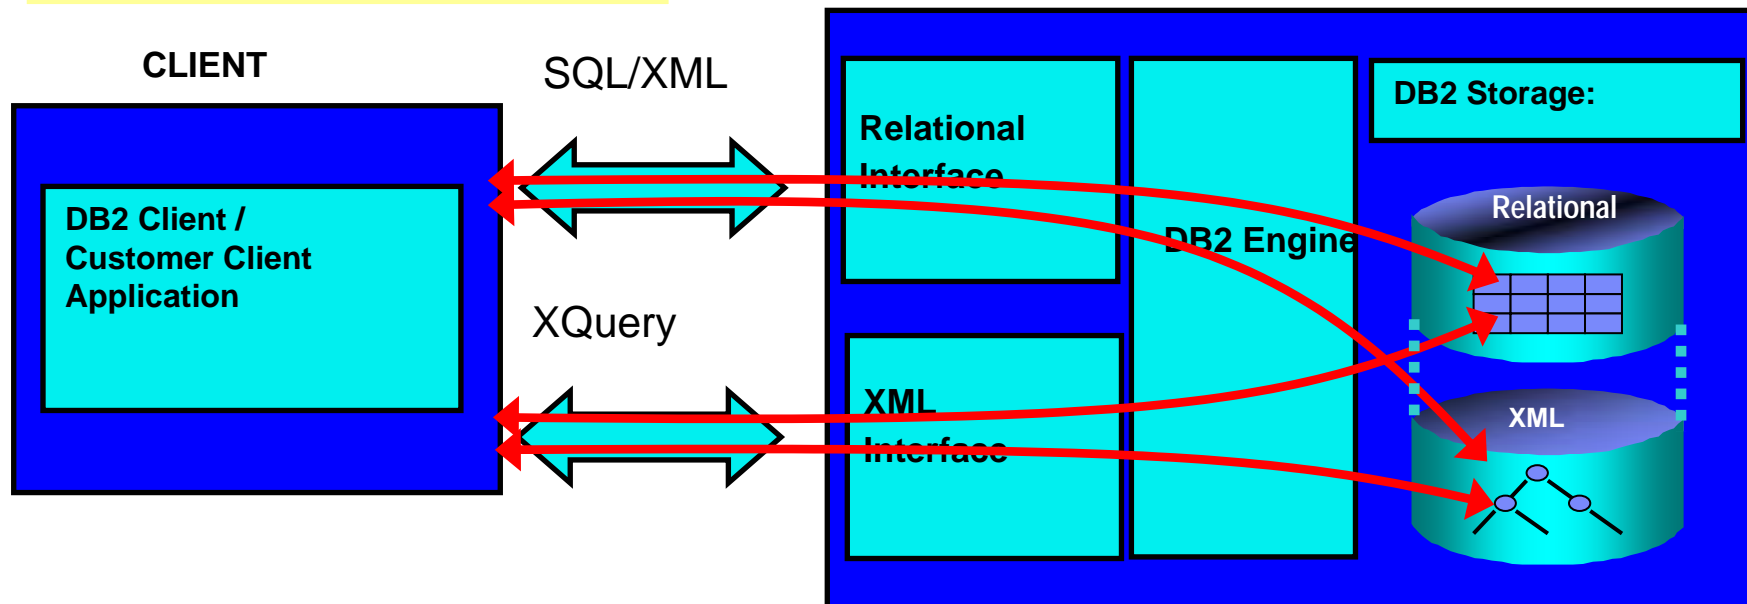 CLIENT
SQL/XML
DB2 Client /
Customer Client
Application
XQuery
Relational
Interface
XML
Interface
DB2 Engine
DB2 Storage:
Relational
XML